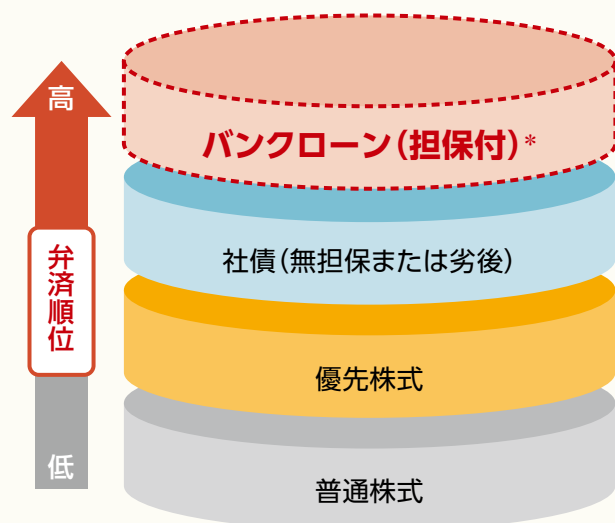 高
弁済順位
低
バンクローン（担保付）*
社債（無担保または劣後）
優先株式
普通株式